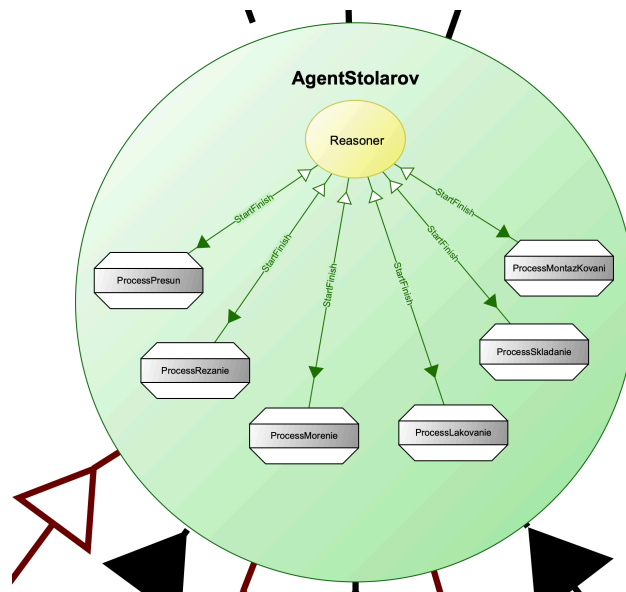 AgentStolarov
Reasoner
StartFinish
StartFinish
StartFinish
StartFinish
StartFinish
StartFinish
ProcessPresun
ProcessMontazKovani
ProcessRezanie
ProcessSkladanie
ProcessMorenie
ProcessLakovanie